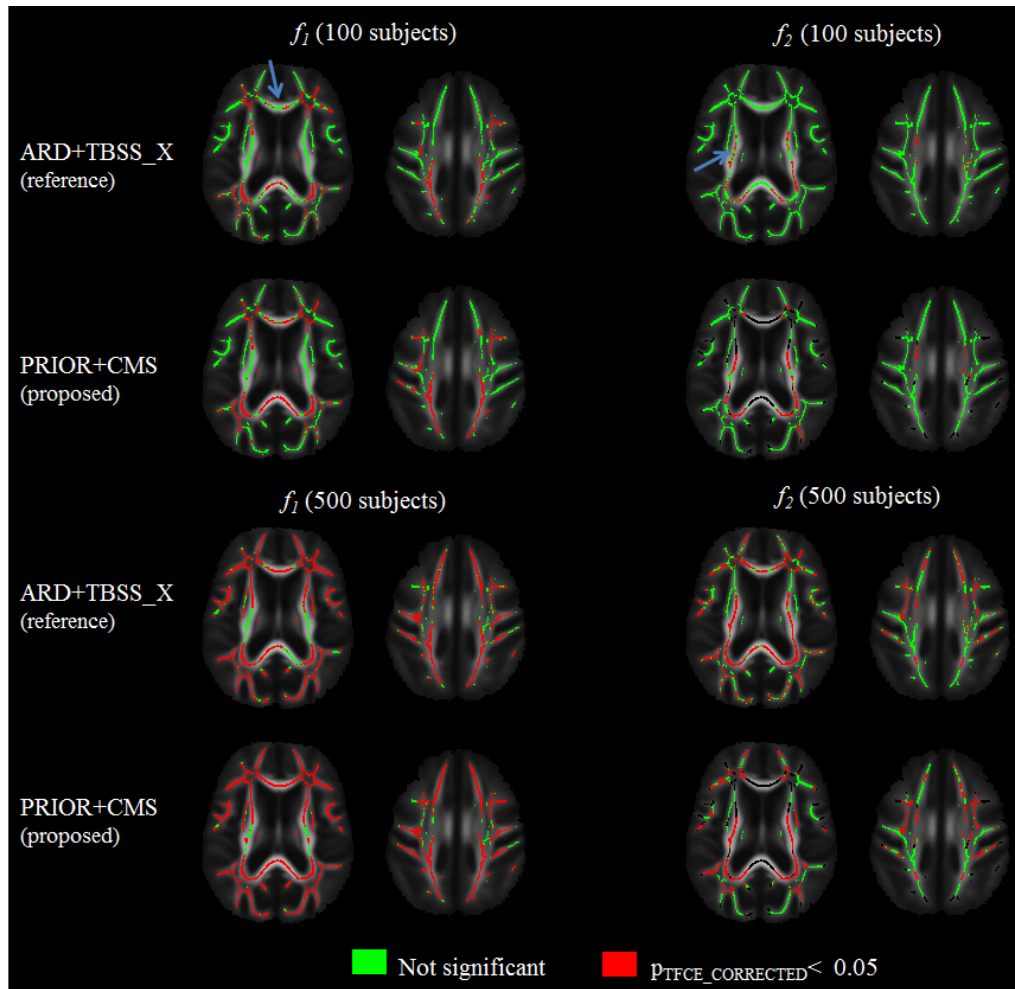 f1 (100 subjects) f2 (100 subjects)
ARD+TBSS_X
(reference)
PRIOR+CMS
(proposed)
f1 (500 subjects) f2 (500 subjects)
ARD+TBSS_X
(reference)
PRIOR+CMS
(proposed)
Not significant pTFCE_CORRECTED< 0.05